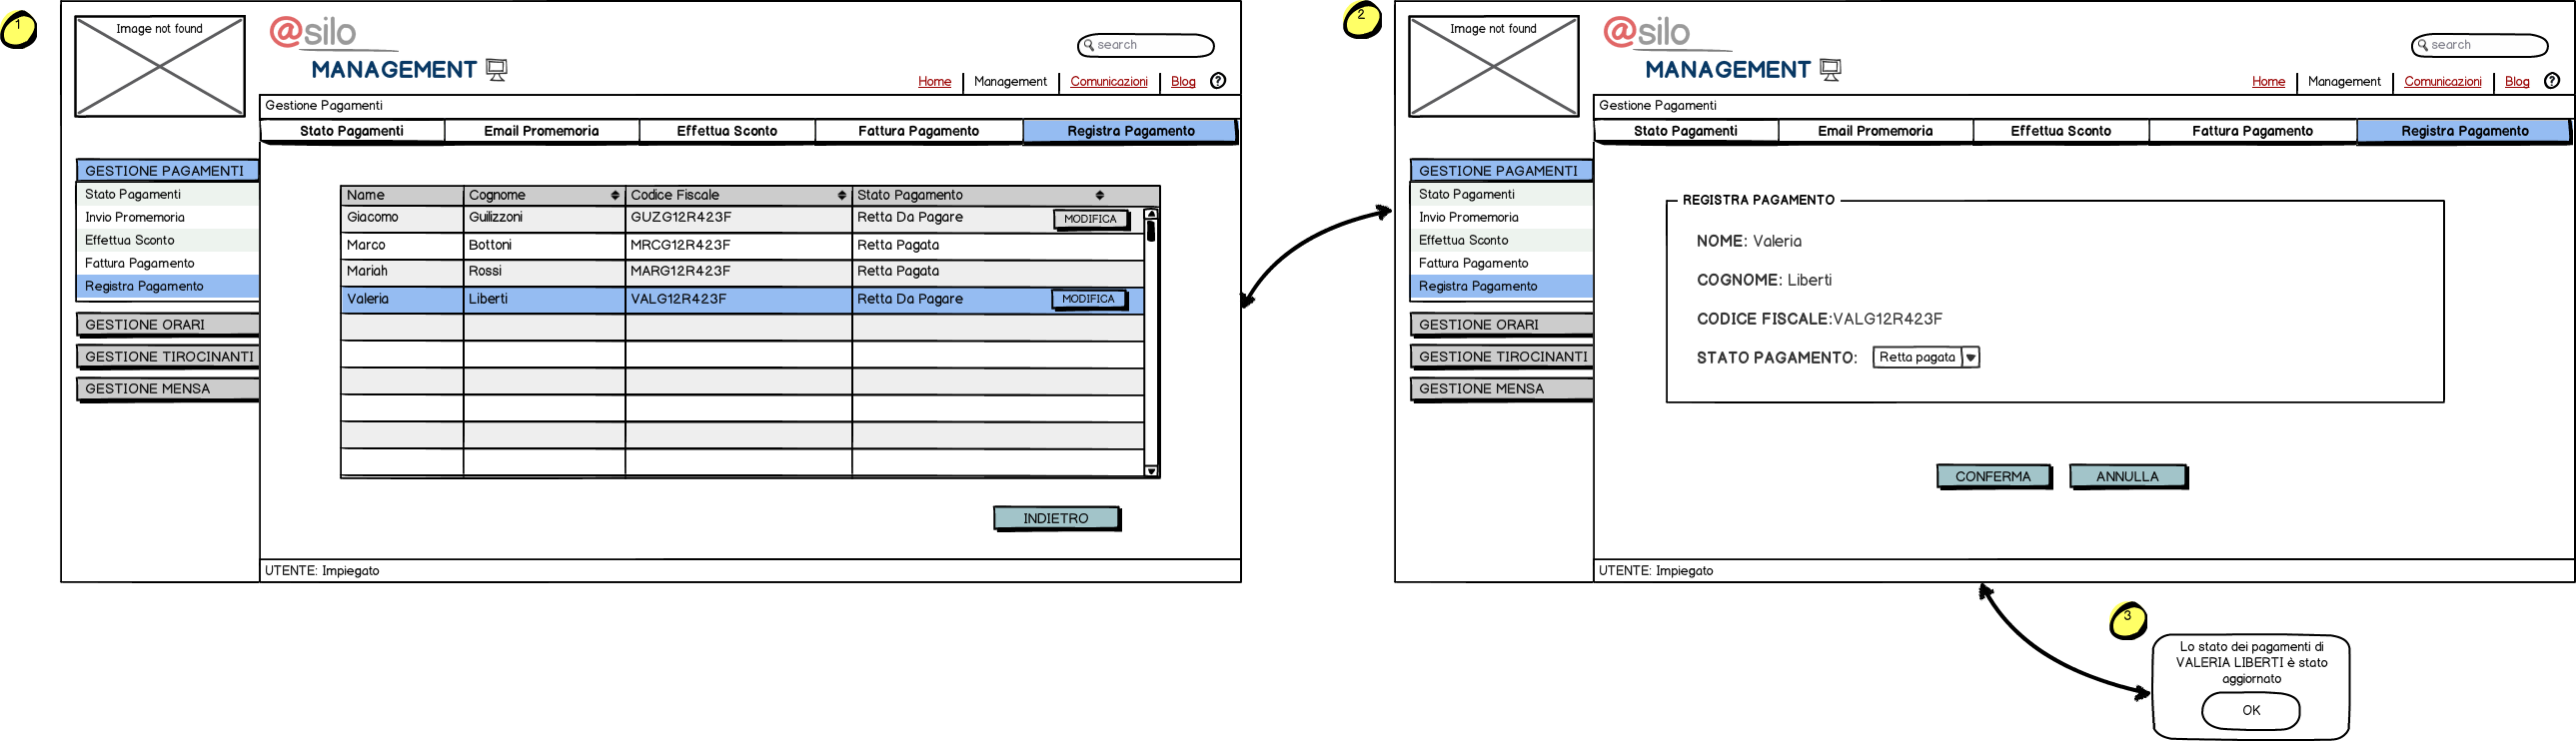 1
Image not found
@silo
MANAGEMENT
search
Home Management Comunicazioni Blog ?
Gestione Pagamenti
Stato Pagamenti Email Promemoria Effettua Sconto Fattura Pagamento Registra Pagamento
GESTIONE PAGAMENTI
Stato Pagamenti
Invio Promemoria
Effettua Sconto
Fattura Pagamento
Registra Pagamento
GESTIONE ORARI
GESTIONE TIROCINANTI
GESTIONE MENSA
Name Cognome Codice Fiscale Stato Pagamento
Giacomo Guilizzoni GUZG12R423F Retta Da Pagare MODIFICA
Marco Bottoni MRCG12R423F Retta Pagata
Mariah Rossi MARG12R423F Retta Pagata
Valeria Liberti VALG12R423F Retta Da Pagare MODIFICA
INDIETRO
UTENTE: Impiegato
2
Image not found
@silo
MANAGEMENT
search
Home Management Comunicazioni Blog ?
Gestione Pagamenti
Stato Pagamenti Email Promemoria Effettua Sconto Fattura Pagamento Registra Pagamento
GESTIONE PAGAMENTI
Stato Pagamenti
Invio Promemoria
Effettua Sconto
Fattura Pagamento
Registra Pagamento
GESTIONE ORARI
GESTIONE TIROCINANTI
GESTIONE MENSA
REGISTRA PAGAMENTO
NOME: Valeria
COGNOME: Liberti
CODICE FISCALE:VALG12R423F
STATO PAGAMENTO: Retta pagata
CONFERMA ANNULLA
UTENTE: Impiegato
3
Lo stato dei pagamenti di
VALERIA LIBERTI è stato
aggiornato
OK